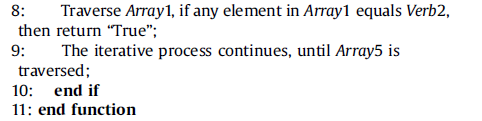 8: Traverse Array1, if any element in Array1 equals Verb2,
then return “True”;
9: The iterative process continues, until Array5 is
traversed;
10: end if
11: end function